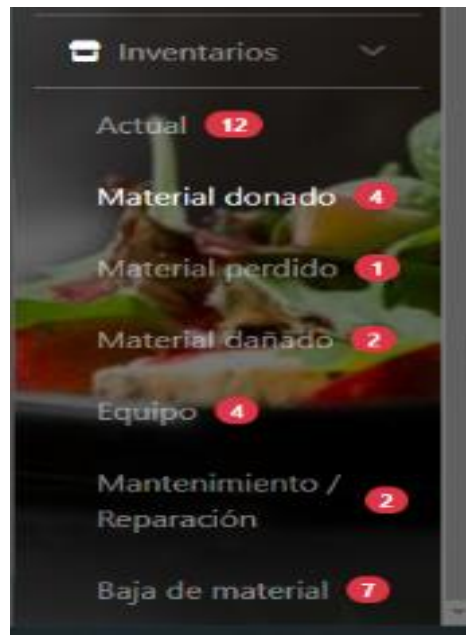 Inventarios
Actual 12
Material donado 4
Material perdido 1
Material dañado 2
Equipo 4
Mantenimiento / 2
Reparación
Baja de material 7